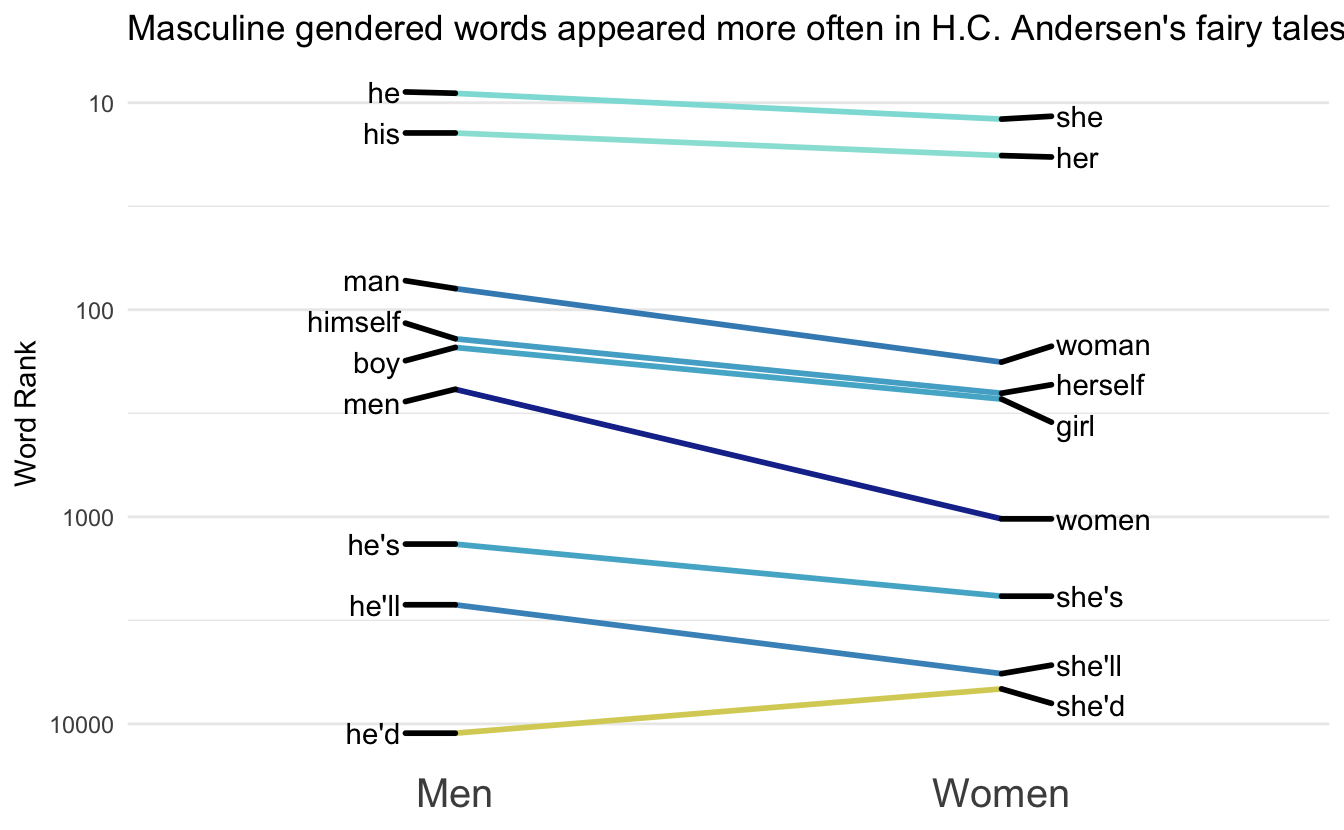 Masculine gendered words appeared more often in H.C. Andersen's fairy tales
Word Rank
10
100
1000
10000
he
his
man
himself
boy
men
he's
he'll
he'd
she
her
woman
herself
girl
women
she's
she'll
she'd
Men
Women